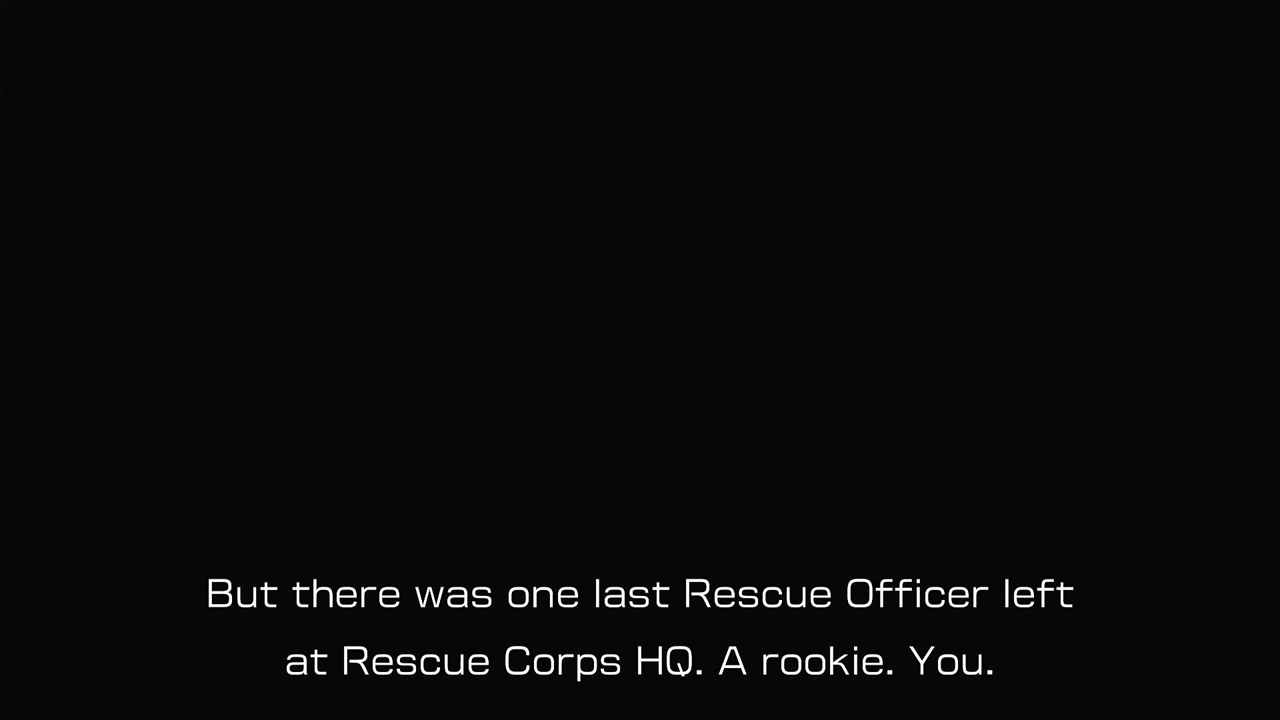 But there was one last Rescue Officer left
at Rescue Corps HQ. A rookie. You.